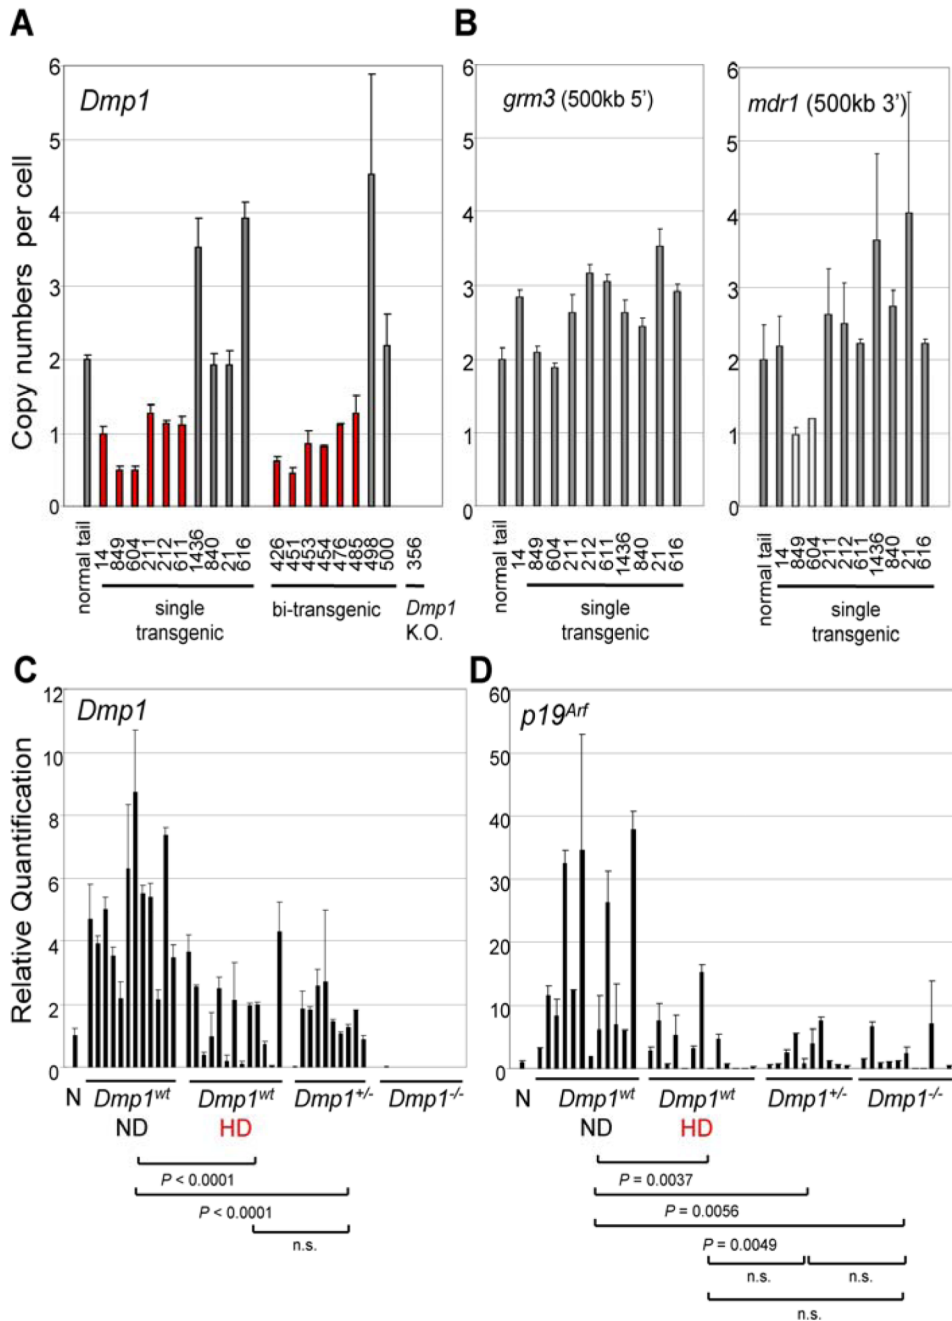 A
Dmp1
Copy numbers per cell
6
5
4
3
2
1
0
normal tail
14
849
604
211
212
611
1436
840
21
616
426
451
453
454
476
485
498
500
356
single
transgenic
bi-transgenic
Dmp1
K.O.
B
grm3 (500kb 5’)
6
5
4
3
2
1
0
normal tail
14
849
604
211
212
611
1436
840
21
616
single
transgenic
mdr1 (500kb 3’)
6
5
4
3
2
1
0
normal tail
14
849
604
211
212
611
1436
840
21
616
single
transgenic
C
Dmp1
Relative Quantification
12
10
8
6
4
2
0
N
Dmp1wt
ND
Dmp1wt
HD
Dmp1+/-
Dmp1-/-
P < 0.0001
P < 0.0001
n.s.
D
p19Arf
60
50
40
30
20
10
0
N
Dmp1wt
ND
Dmp1wt
HD
Dmp1+/-
Dmp1-/-
P = 0.0037
P = 0.0056
P = 0.0049
n.s.
n.s.
n.s.